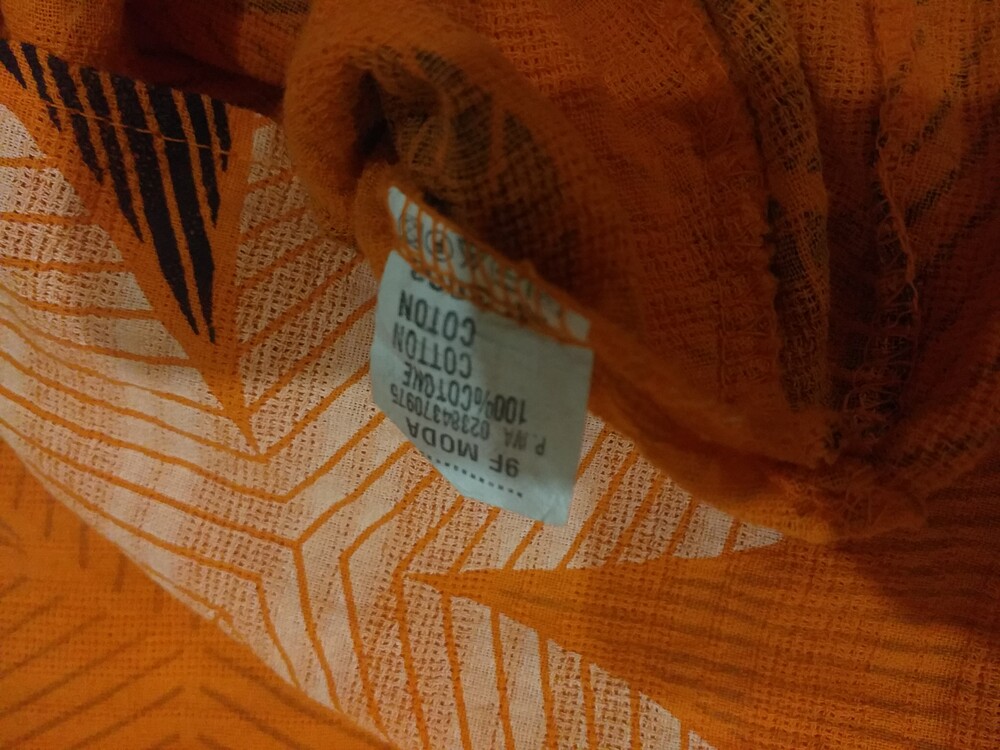 9F MODA
P. IVA 02384370975
100%COTONE
COTTON
COTON